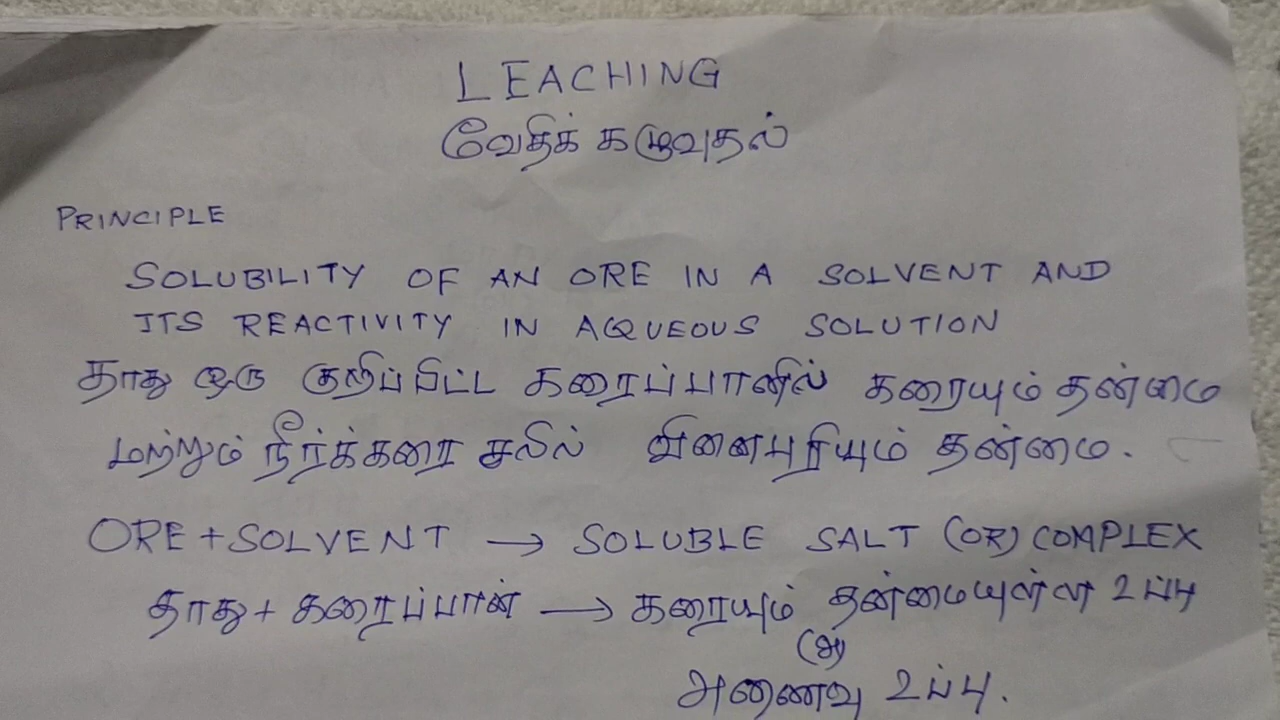 LEACHING
வேதிக் கழுவுதல்
PRINCIPLE
SOLUBILITY OF AN ORE IN A SOLVENT AND
ITS REACTIVITY IN AQUEOUS SOLUTION
தாது ஒரு குறிப்பிட்ட கரைப்பானில் கரையும் தன்மை
மற்றும் நீர்க்கரைசலில் வினைபுரியும் தன்மை.
ORE + SOLVENT → SOLUBLE SALT (OR) COMPLEX
தாது + கரைப்பான் → கரையும் தன்மையுள்ள உப்பு
(அ)
அணைவு உப்பு.